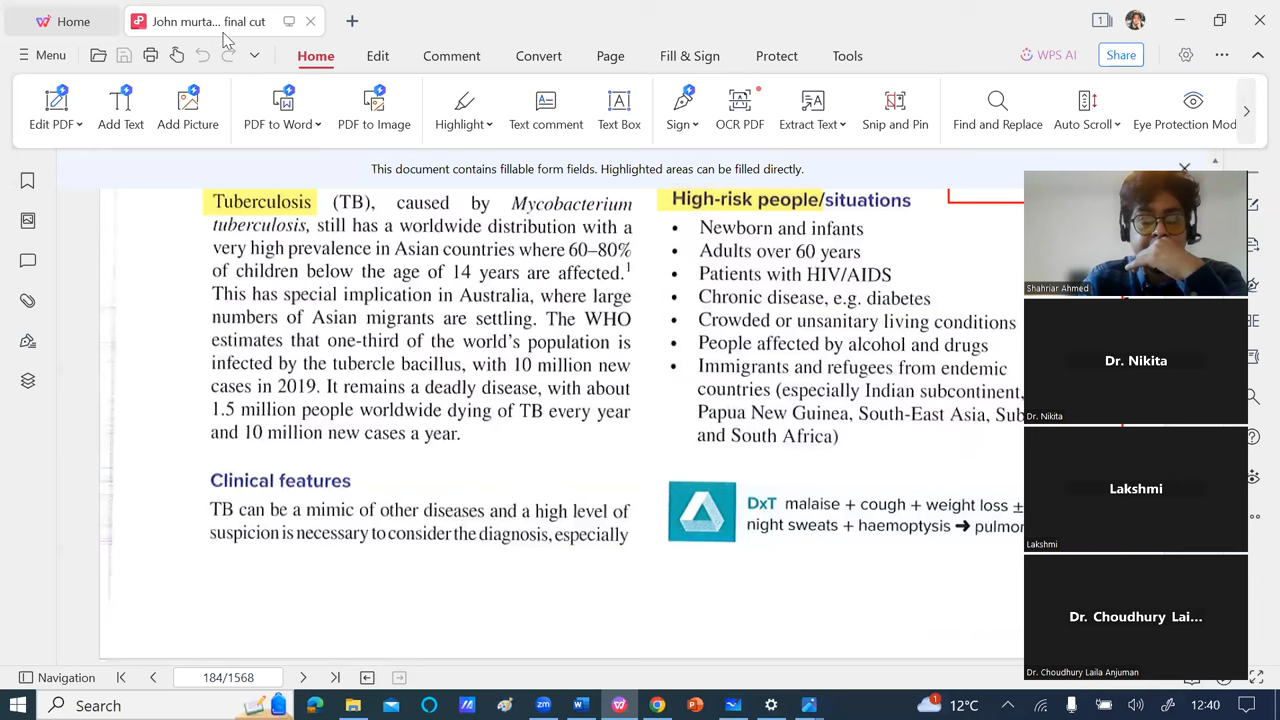 Home
John murta... final cut
1
Menu
Home
Edit
Comment
Convert
Page
Fill & Sign
Protect
Tools
WPS AI
Share
Edit PDF
Add Text
Add Picture
PDF to Word
PDF to Image
Highlight
Text comment
Text Box
Sign
OCR PDF
Extract Text
Snip and Pin
Find and Replace
Auto Scroll
Eye Protection Mod
This document contains fillable form fields. Highlighted areas can be filled directly.
Tuberculosis (TB), caused by Mycobacterium
tuberculosis, still has a worldwide distribution with a
very high prevalence in Asian countries where 60–80%
of children below the age of 14 years are affected.1
This has special implication in Australia, where large
numbers of Asian migrants are settling. The WHO
estimates that one-third of the world's population is
infected by the tubercle bacillus, with 10 million new
cases in 2019. It remains a deadly disease, with about
1.5 million people worldwide dying of TB every year
and 10 million new cases a year.
Clinical features
TB can be a mimic of other diseases and a high level of
suspicion is necessary to consider the diagnosis, especially
High-risk people/situations
• Newborn and infants
• Adults over 60 years
• Patients with HIV/AIDS
• Chronic disease, e.g. diabetes
• Crowded or unsanitary living conditions
• People affected by alcohol and drugs
• Immigrants and refugees from endemic
countries (especially Indian subcontinent,
Papua New Guinea, South-East Asia, Sub
and South Africa)
DxT malaise + cough + weight loss ±
night sweats + haemoptysis ➜ pulmon
Shahriar Ahmed
Dr. Nikita
Dr. Nikita
Lakshmi
Lakshmi
Dr. Choudhury Lai...
Dr. Choudhury Laila Anjuman
Navigation
184/1568
Search
zm
1
12°C
12:40